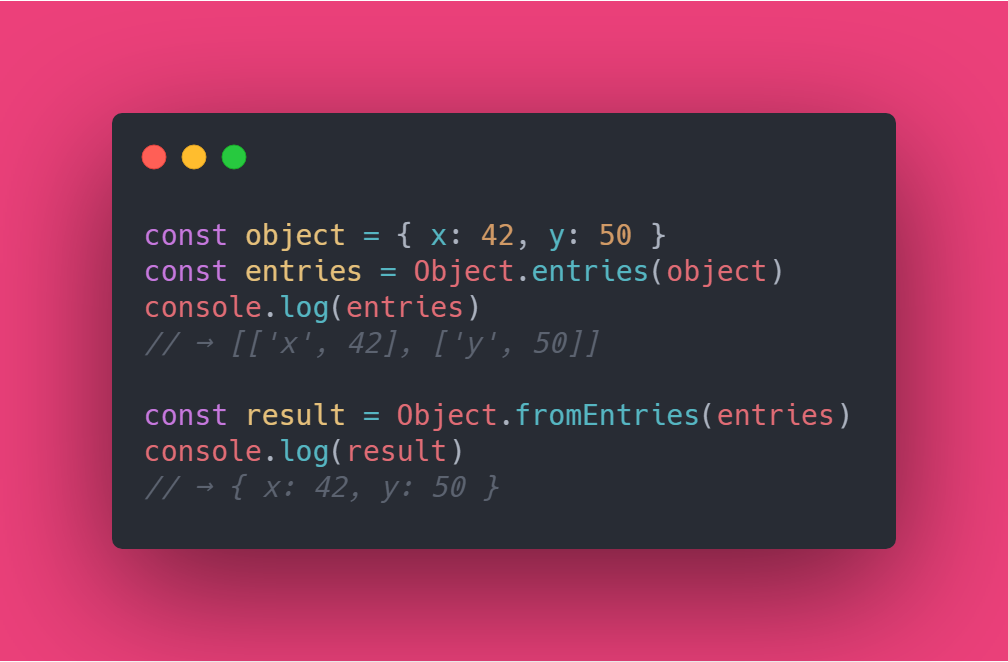 const object = { x: 42, y: 50 }
const entries = Object.entries(object)
console.log(entries)
// → [['x', 42], ['y', 50]]
const result = Object.fromEntries(entries)
console.log(result)
// → { x: 42, y: 50 }